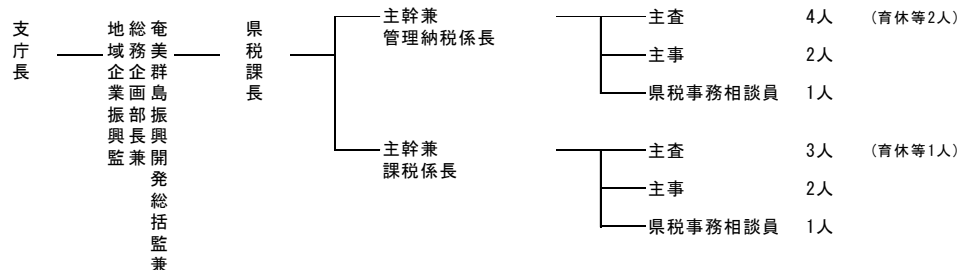 支庁長
奄美群島振興開発総括監兼
総務企画部長兼
地域企業振興監
県税課長
主幹兼
管理納税係長
主査 4人 (育休等2人)
主事 2人
県税事務相談員 1人
主幹兼
課税係長
主査 3人 (育休等1人)
主事 2人
県税事務相談員 1人